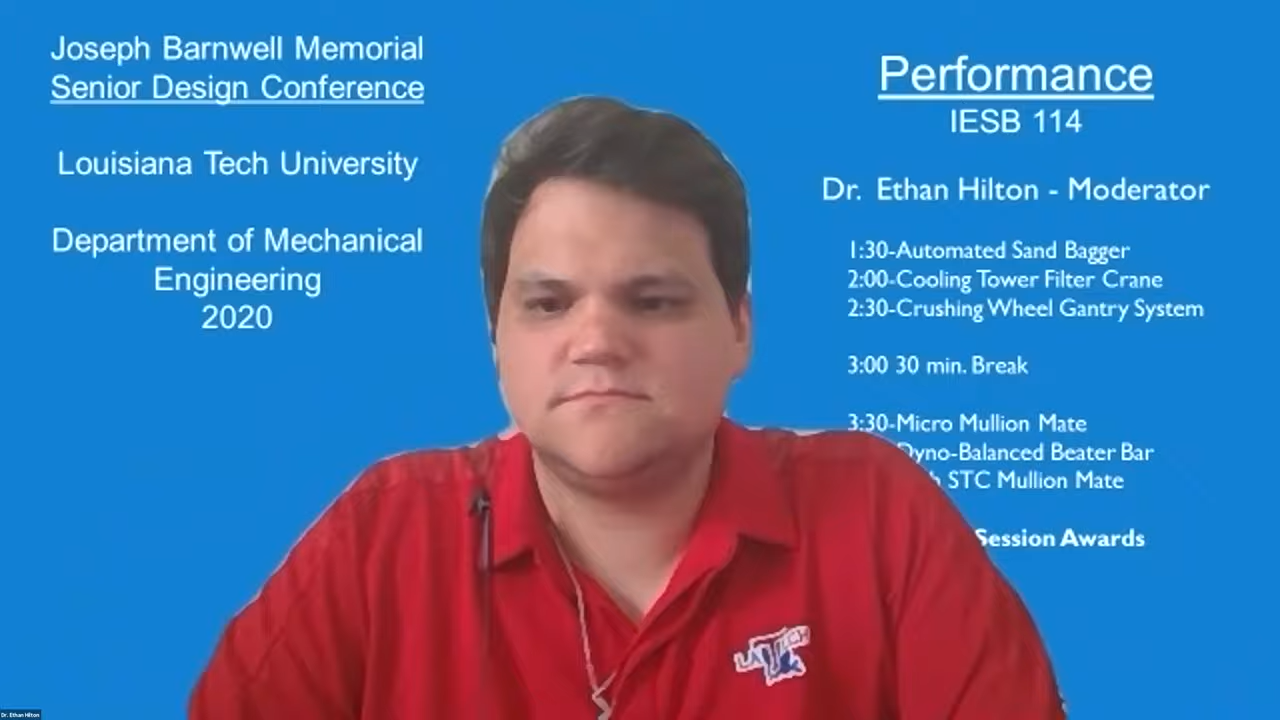 Joseph Barnwell Memorial
Senior Design Conference
Louisiana Tech University
Department of Mechanical
Engineering
2020
Performance
IESB 114
Dr. Ethan Hilton - Moderator
1:30-Automated Sand Bagger
2:00-Cooling Tower Filter Crane
2:30-Crushing Wheel Gantry System
3:00 30 min. Break
3:30-Micro Mullion Mate
Dyno-Balanced Beater Bar
STC Mullion Mate
Session Awards
LA TECH
Dr. Ethan Hilton